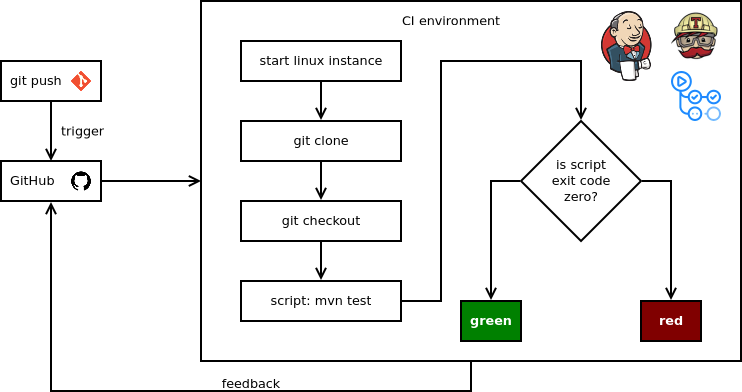 CI environment
git push
trigger
GitHub
start linux instance
git clone
git checkout
script: mvn test
is script
exit code
zero?
green
red
feedback
T